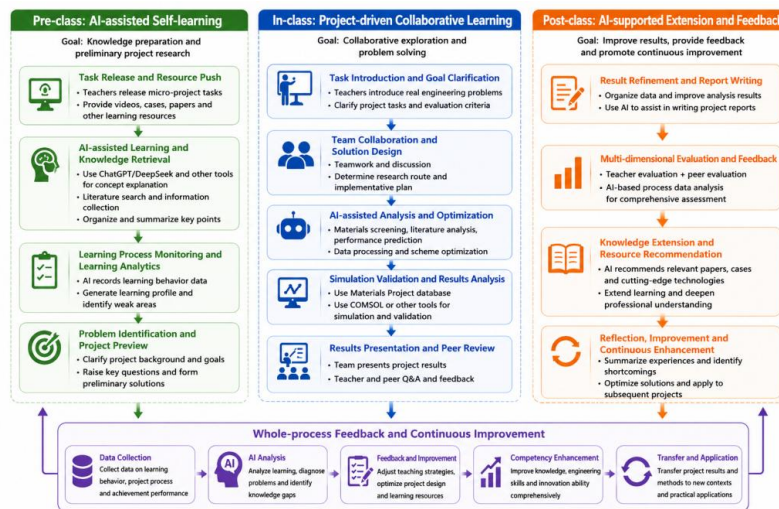 Pre-class: AI-assisted Self-learning
Goal: Knowledge preparation and
preliminary project research
Task Release and Resource Push
• Teachers release micro-project tasks
• Provide videos, cases, papers and
other learning resources
AI-assisted Learning and
Knowledge Retrieval
• Use ChatGPT/DeepSeek and other tools
for concept explanation
• Literature search and information
collection
• Organize and summarize key points
Learning Process Monitoring and
Learning Analytics
• AI records learning behavior data
• Generate learning profile and
identify weak areas
Problem Identification and
Project Preview
• Clarify project background and goals
• Raise key questions and form
preliminary solutions
In-class: Project-driven Collaborative Learning
Goal: Collaborative exploration and
problem solving
Task Introduction and Goal Clarification
• Teachers introduce real engineering problems
• Clarify project tasks and evaluation criteria
Team Collaboration and
Solution Design
• Teamwork and discussion
• Determine research route and
implementative plan
AI-assisted Analysis and Optimization
• Materials screening, literature analysis,
performance prediction
• Data processing and scheme optimization
Simulation Validation and Results Analysis
• Use Materials Project database
• Use COMSOL or other tools for
simulation and validation
Results Presentation and Peer Review
• Team presents project results
• Teacher and peer Q&A and feedback
Post-class: AI-supported Extension and Feedback
Goal: Improve results, provide feedback
and promote continuous improvement
Result Refinement and Report Writing
• Organize data and improve analysis results
• Use AI to assist in writing project reports
Multi-dimensional Evaluation and Feedback
• Teacher evaluation + peer evaluation
• AI-based process data analysis
for comprehensive assessment
Knowledge Extension and
Resource Recommendation
• AI recommends relevant papers, cases
and cutting-edge technologies
• Extend learning and deepen
professional understanding
Reflection, Improvement and
Continuous Enhancement
• Summarize experiences and identify
shortcomings
• Optimize solutions and apply to
subsequent projects
Whole-process Feedback and Continuous Improvement
Data Collection
Collect data on learning
behavior, project process
and achievement performance
AI
AI Analysis
Analyze learning, diagnose
problems and identify
knowledge gaps
Feedback and Improvement
Adjust teaching strategies,
optimize project design
and learning resources
Competency Enhancement
Improve knowledge, engineering
skills and innovation ability
comprehensively
Transfer and Application
Transfer project results and
methods to new contexts
and practical applications